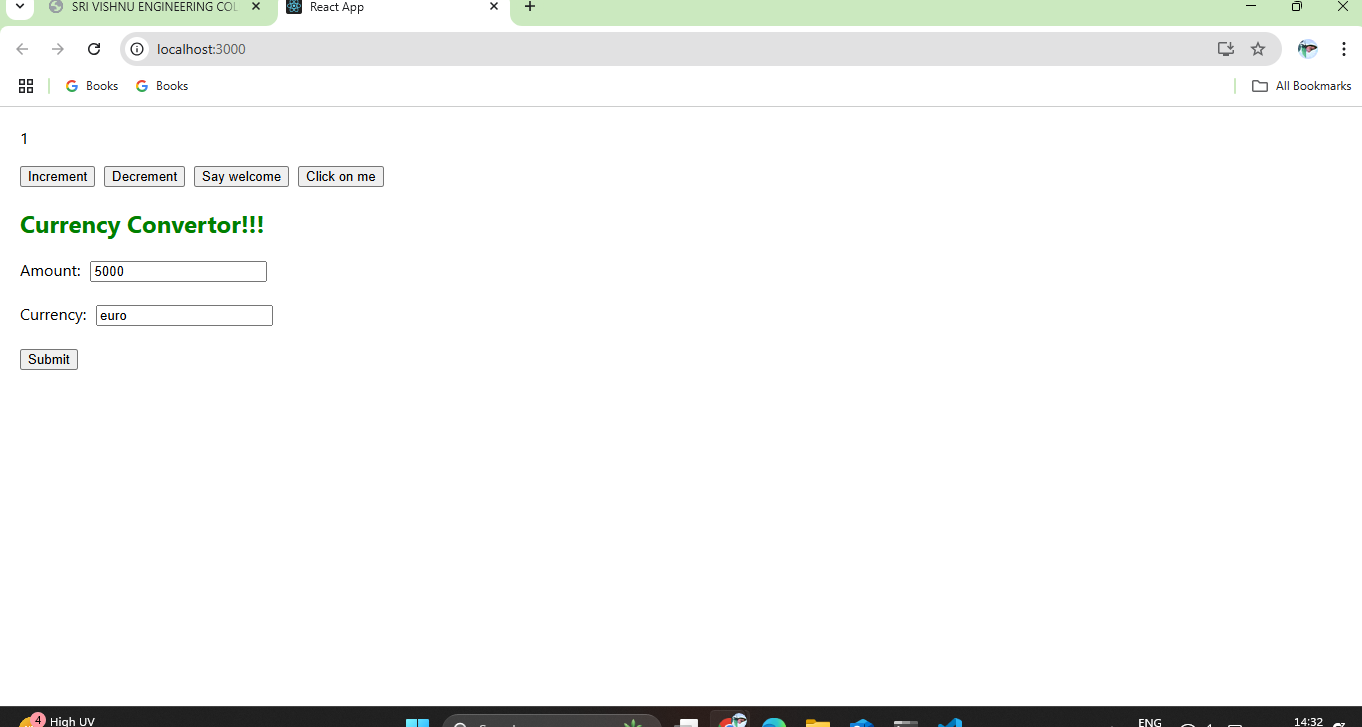 SRI VISHNU ENGINEERING COL
React App
localhost:3000
Books Books All Bookmarks
1
Increment Decrement Say welcome Click on me
Currency Convertor!!!
Amount: 5000
Currency: euro
Submit
4 High UV ENG 14:32